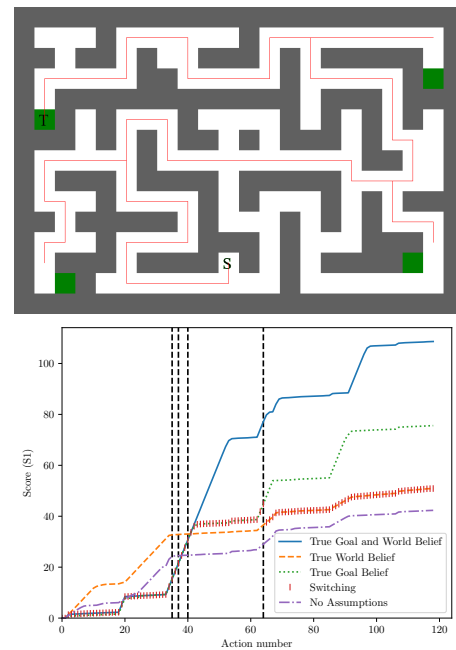 T
S
100
80
60
40
20
0
Score (S1)
True Goal and World Belief
True World Belief
True Goal Belief
Switching
No Assumptions
0 20 40 60 80 100 120
Action number